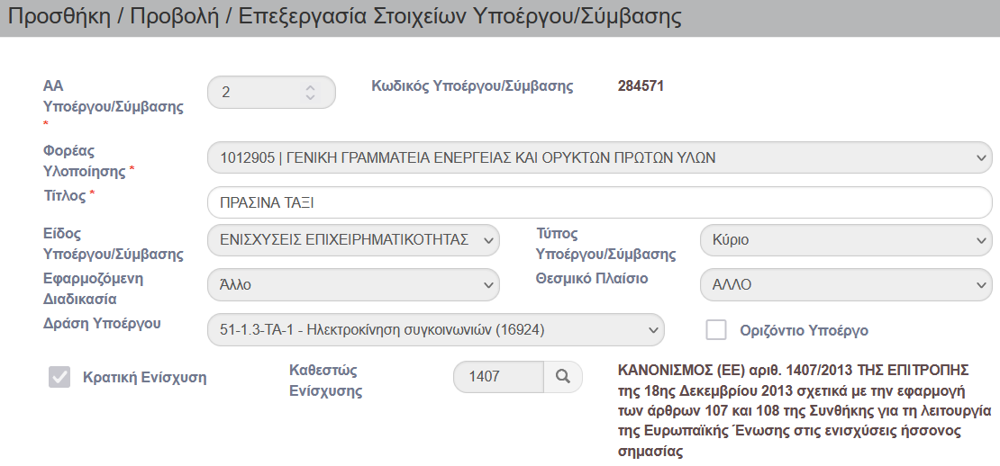 Προσθήκη / Προβολή / Επεξεργασία Στοιχείων Υποέργου/Σύμβασης
ΑΑ Υποέργου/Σύμβασης *
2
Κωδικός Υποέργου/Σύμβασης
284571
Φορέας
Υλοποίησης *
1012905 | ΓΕΝΙΚΗ ΓΡΑΜΜΑΤΕΙΑ ΕΝΕΡΓΕΙΑΣ ΚΑΙ ΟΡΥΚΤΩΝ ΠΡΩΤΩΝ ΥΛΩΝ
Τίτλος *
ΠΡΑΣΙΝΑ ΤΑΞΙ
Είδος
Υποέργου/Σύμβασης
ΕΝΙΣΧΥΣΕΙΣ ΕΠΙΧΕΙΡΗΜΑΤΙΚΟΤΗΤΑΣ
Τύπος
Υποέργου/Σύμβασης
Κύριο
Εφαρμοζόμενη
Διαδικασία
Άλλο
Θεσμικό Πλαίσιο
ΑΛΛΟ
Δράση Υποέργου
51-1.3-ΤΑ-1 - Ηλεκτροκίνηση συγκοινωνιών (16924)
Οριζόντιο Υποέργο
Κρατική Ενίσχυση
Καθεστώς
Ενίσχυσης
1407
ΚΑΝΟΝΙΣΜΟΣ (ΕΕ) αριθ. 1407/2013 ΤΗΣ ΕΠΙΤΡΟΠΗΣ
της 18ης Δεκεμβρίου 2013 σχετικά με την εφαρμογή
των άρθρων 107 και 108 της Συνθήκης για τη λειτουργία
της Ευρωπαϊκής Ένωσης στις ενισχύσεις ήσσονος
σημασίας